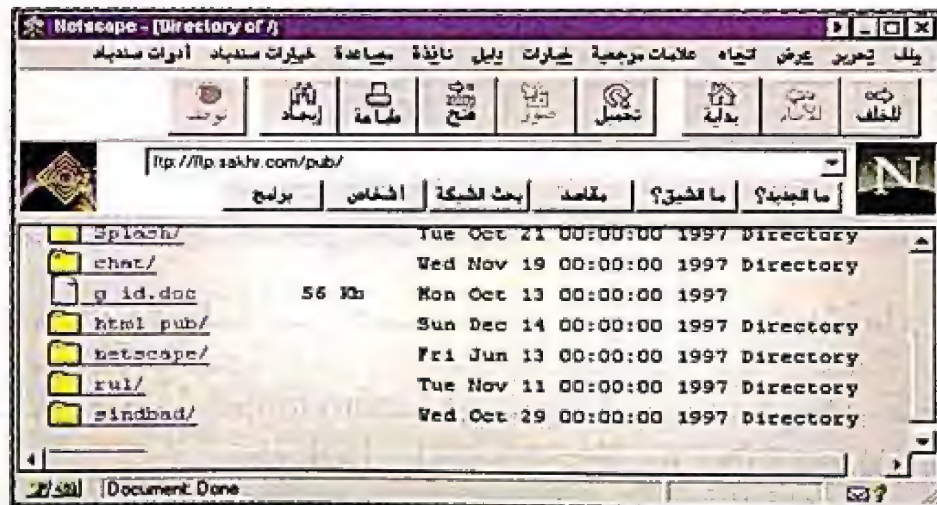 Netscape - [Directory of /]
ملف تحرير عرض اتجاه علامات مرجعية خيارات دليل نافذة مساعدة خيارات سندباد أدوات سندباد
للخلف للأمام بداية تحميل صور فتح طباعة إيجاد توقف
ftp://ftp.sakhr.com/pub/
ما الجديد؟ ما الشيق؟ مقاصد بحث الشبكة أشخاص برامج
Splash/ Tue Oct 21 00:00:00 1997 Directory
chat/ Wed Nov 19 00:00:00 1997 Directory
g_id.doc 56 Kb Mon Oct 13 00:00:00 1997
html_pub/ Sun Dec 14 00:00:00 1997 Directory
netscape/ Fri Jun 13 00:00:00 1997 Directory
rul/ Tue Nov 11 00:00:00 1997 Directory
sindbad/ Wed Oct 29 00:00:00 1997 Directory
Document: Done